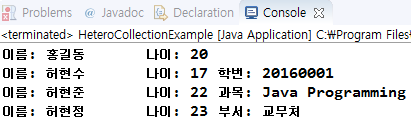 Problems @ Javadoc Declaration Console
<terminated> HeteroCollectionExample [Java Application] C:₩Program Files₩
이름: 홍길동 나이: 20
이름: 허현수 나이: 17 학번: 20160001
이름: 허현준 나이: 22 과목: Java Programming
이름: 허현정 나이: 23 부서: 교무처